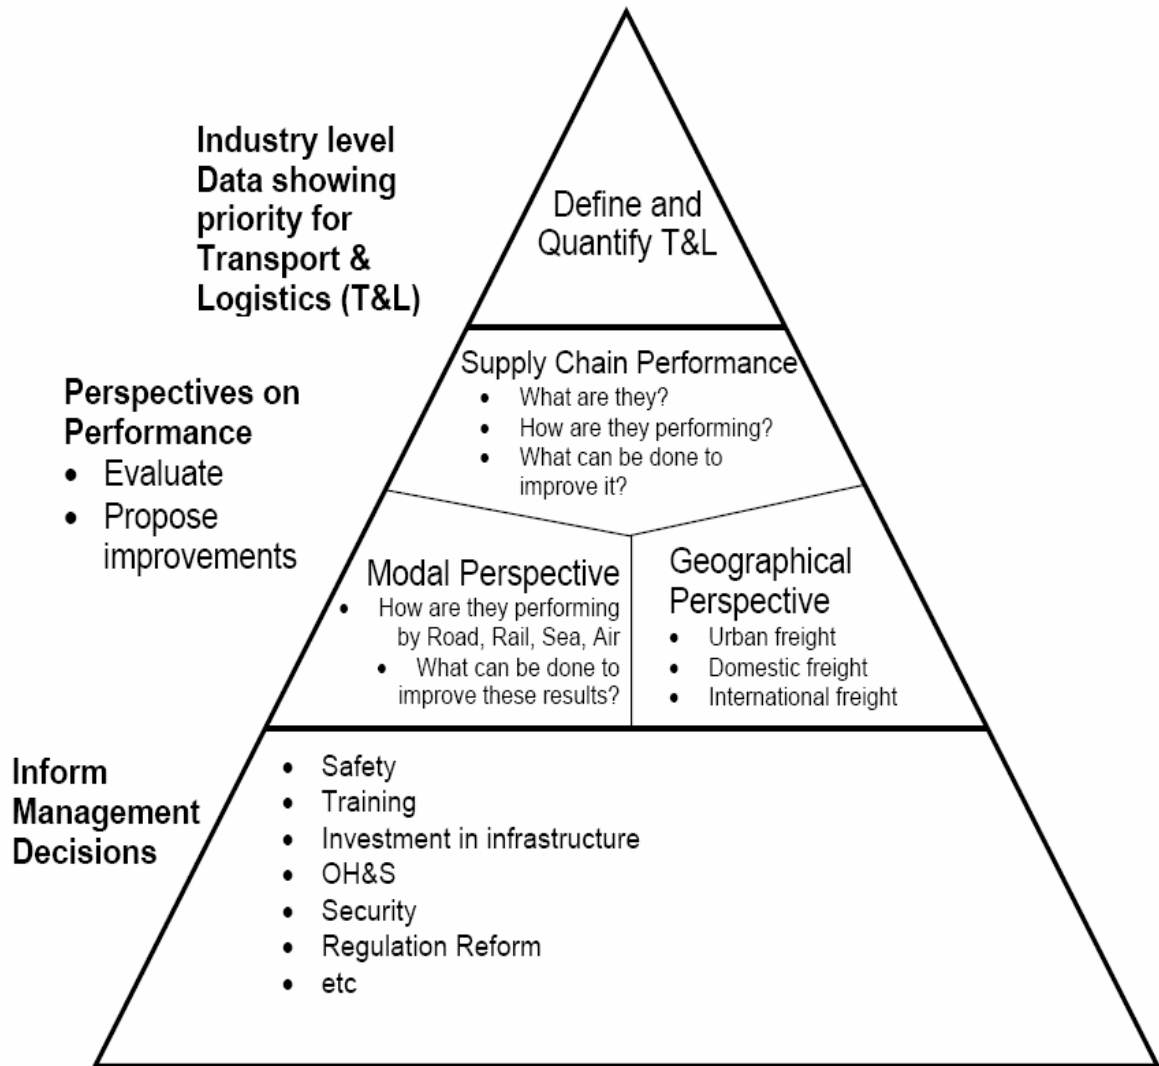 Industry level
Data showing
priority for
Transport &
Logistics (T&L)
Define and
Quantify T&L
Perspectives on
Performance
• Evaluate
• Propose
improvements
Supply Chain Performance
• What are they?
• How are they performing?
• What can be done to
improve it?
Modal Perspective
• How are they performing
by Road, Rail, Sea, Air
• What can be done to
improve these results?
Geographical
Perspective
• Urban freight
• Domestic freight
• International freight
Inform
Management
Decisions
• Safety
• Training
• Investment in infrastructure
• OH&S
• Security
• Regulation Reform
• etc